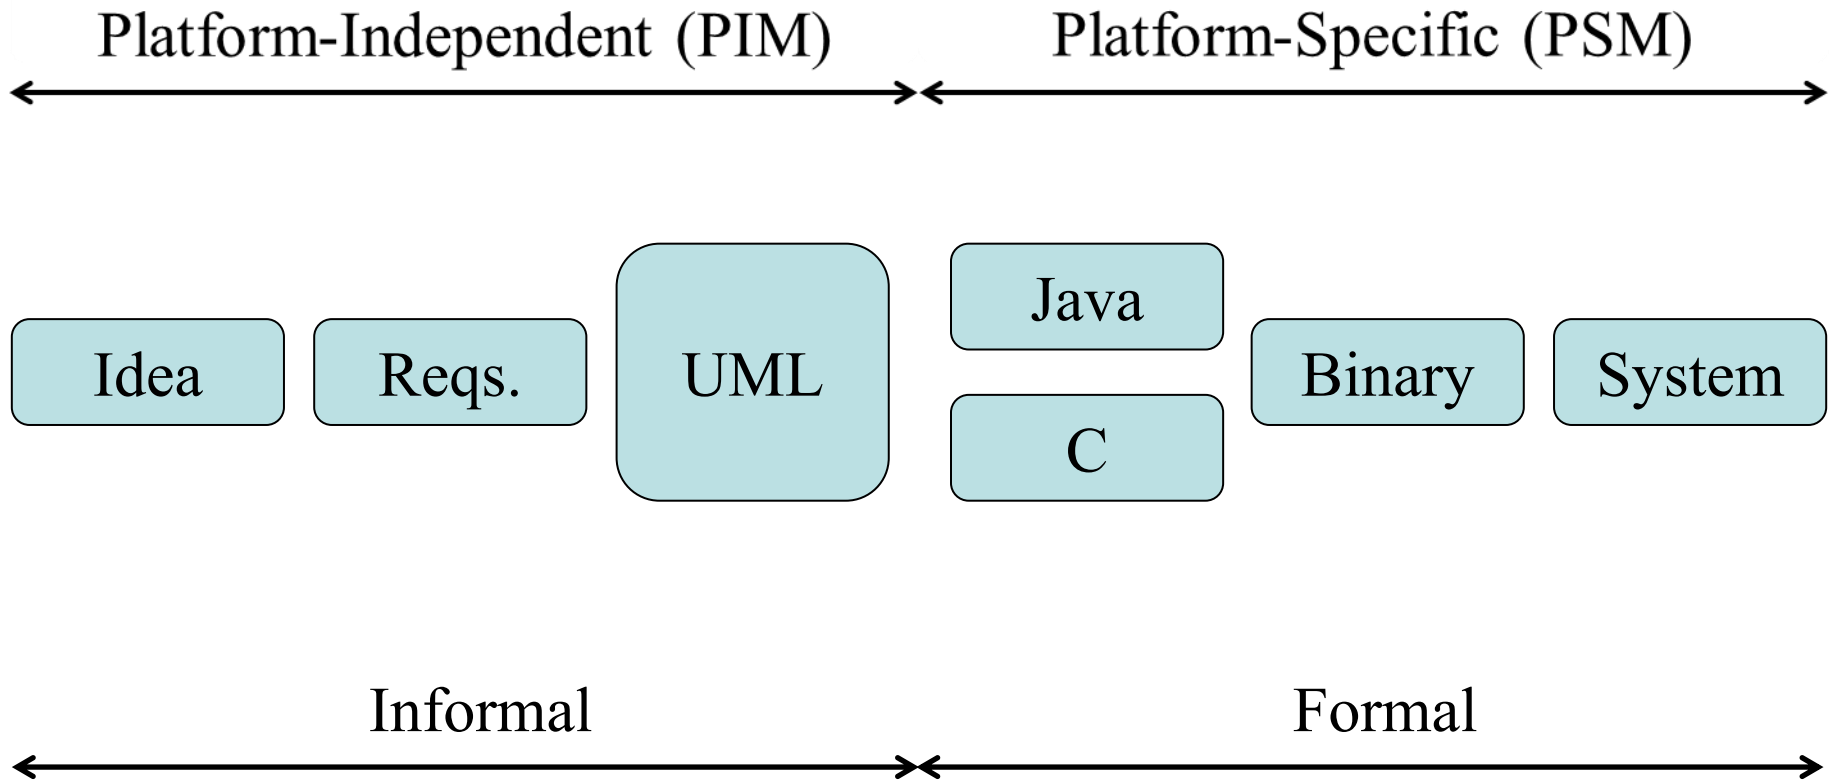 Platform-Independent (PIM)
Platform-Specific (PSM)
Idea
Reqs.
UML
Java
C
Binary
System
Informal
Formal